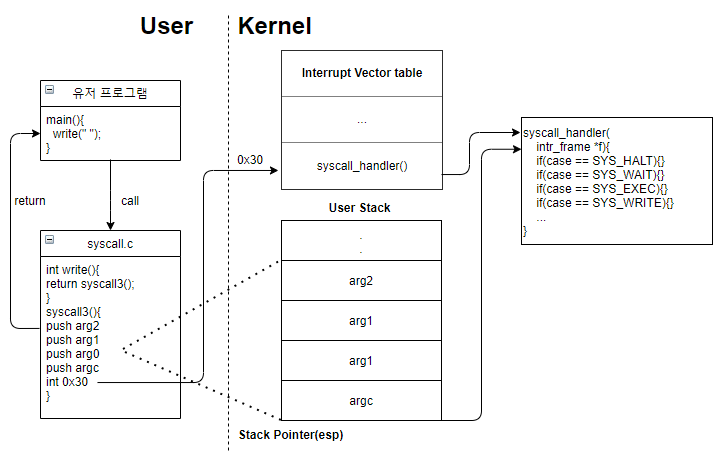 User
Kernel
유저 프로그램
main(){
write(" ");
}
return
call
syscall.c
int write(){
return syscall3();
}
syscall3(){
push arg2
push arg1
push arg0
push argc
int 0x30
}
0x30
Interrupt Vector table
...
syscall_handler()
User Stack
.
.
arg2
arg1
arg1
argc
Stack Pointer(esp)
syscall_handler(
intr_frame *f){
if(case == SYS_HALT){}
if(case == SYS_WAIT){}
if(case == SYS_EXEC){}
if(case == SYS_WRITE){}
...
}